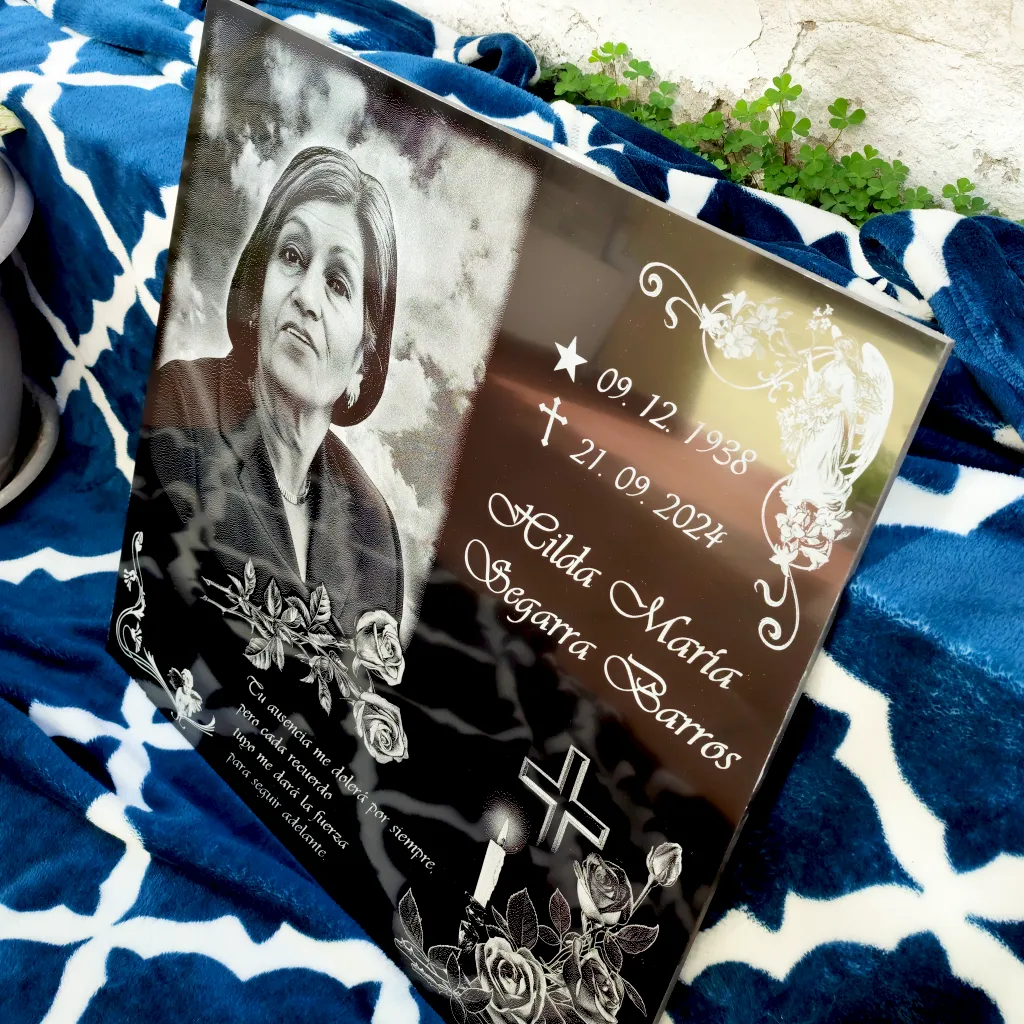 09. 12. 1938
21. 09. 2024
Hilda María
Segarra Barros
Tu ausencia me dolerá por siempre,
pero cada recuerdo
tuyo me dará la fuerza
para seguir adelante.